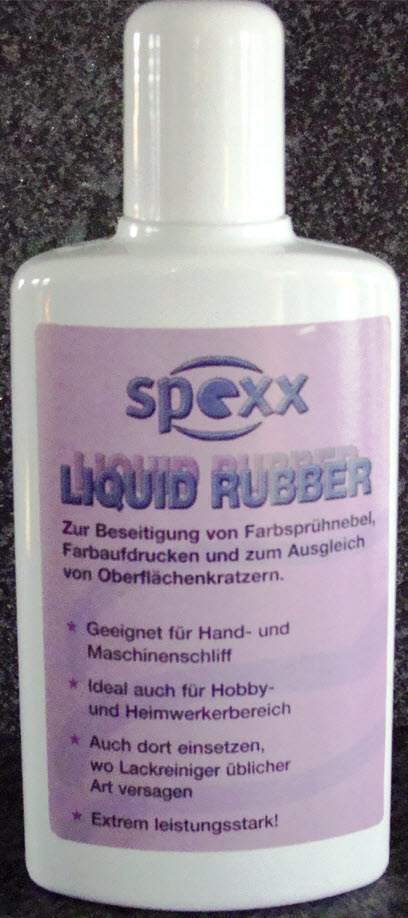 spexx
LIQUID RUBBER
Zur Beseitigung von Farbsprühnebel,
Farbaufdrucken und zum Ausgleich
von Oberflächenkratzern.
* Geeignet für Hand- und
Maschinenschliff
* Ideal auch für Hobby-
und Heimwerkerbereich
* Auch dort einsetzen,
wo Lackreiniger üblicher
Art versagen
* Extrem leistungsstark!